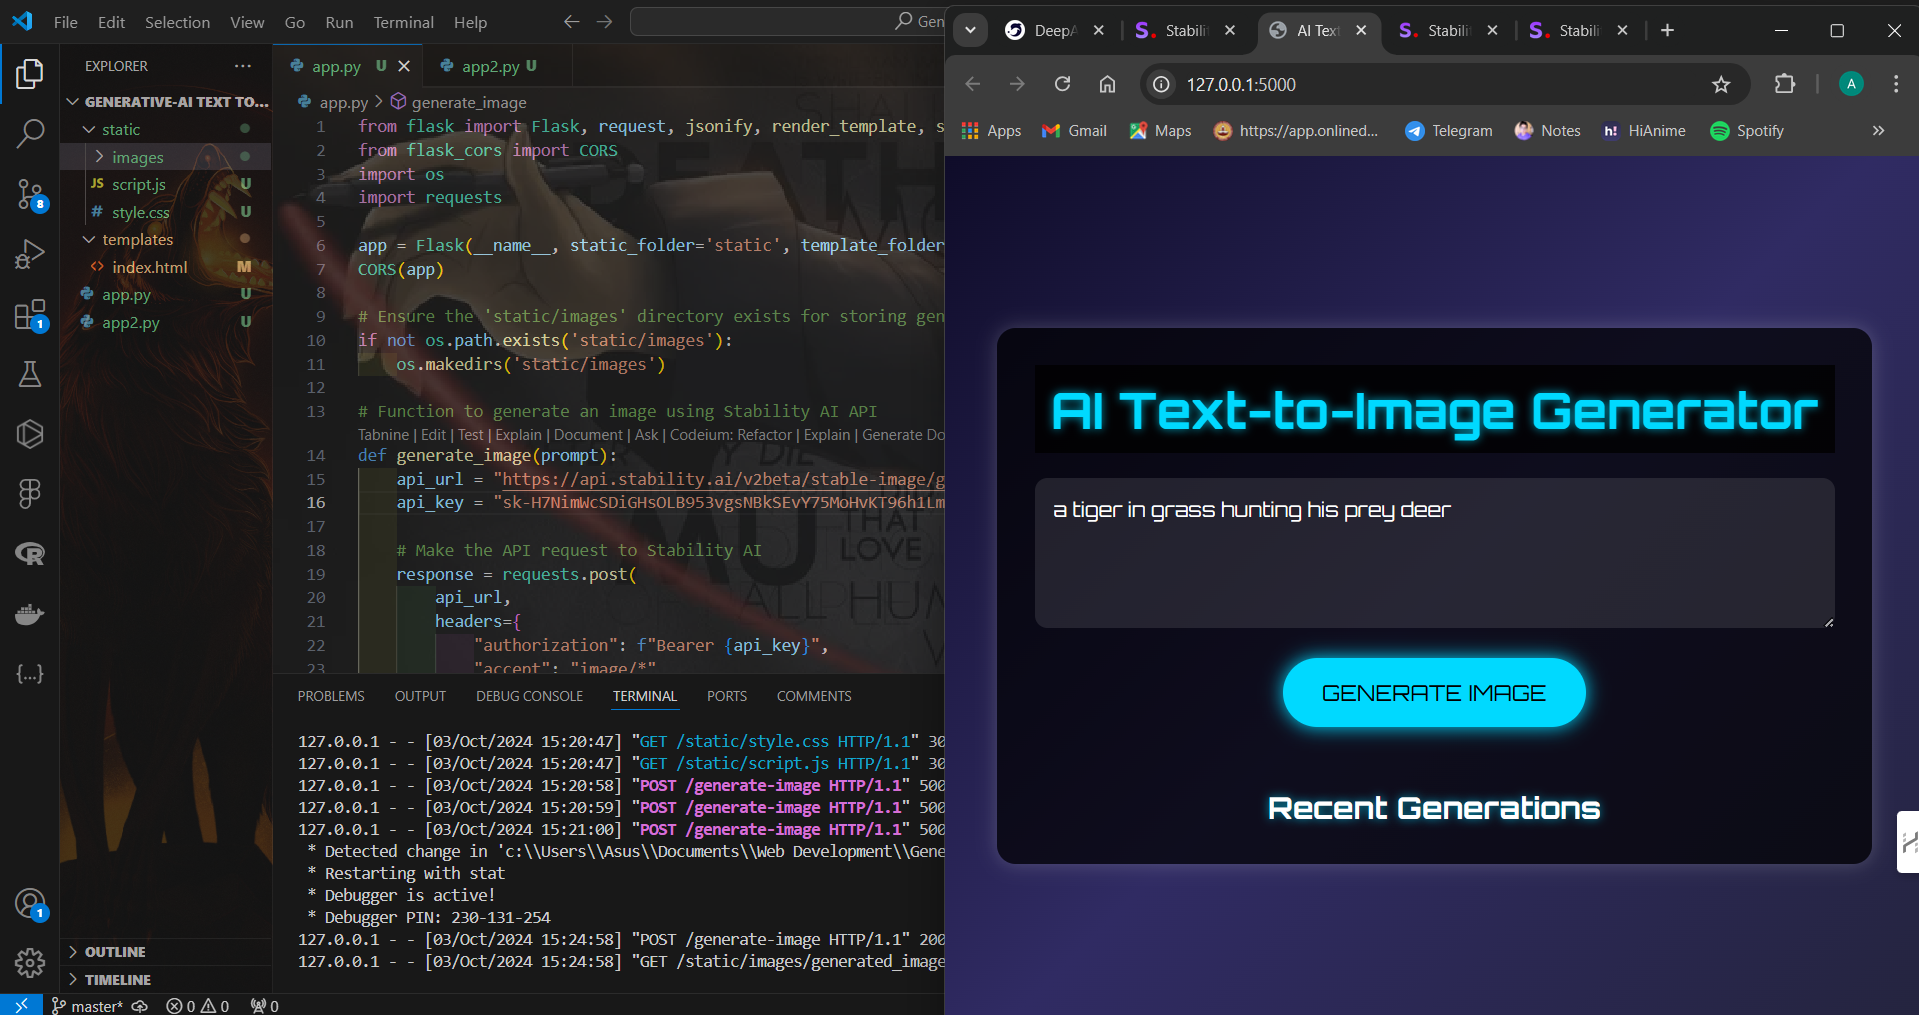 File Edit Selection View Go Run Terminal Help
Gen
EXPLORER
GENERATIVE-AI TEXT TO...
static
images
JS script.js U
# style.css U
templates
<> index.html M
app.py U
app2.py U
OUTLINE
TIMELINE
8
1
1
app.py U
app2.py U
app.py > generate_image
1 from flask import Flask, request, jsonify, render_template, s
2 from flask_cors import CORS
3 import os
4 import requests
5
6 app = Flask(__name__, static_folder='static', template_folder
7 CORS(app)
8
9 # Ensure the 'static/images' directory exists for storing gen
10 if not os.path.exists('static/images'):
11 os.makedirs('static/images')
12
13 # Function to generate an image using Stability AI API
Tabnine | Edit | Test | Explain | Document | Ask | Codeium: Refactor | Explain | Generate Do
14 def generate_image(prompt):
15 api_url = "https://api.stability.ai/v2beta/stable-image/g
16 api_key = "sk-H7NimWcSDiGHsOLB953vgsNBkSEvY75MoHvKT96h1Lm
17
18 # Make the API request to Stability AI
19 response = requests.post(
20 api_url,
21 headers={
22 "authorization": f"Bearer {api_key}",
23 "accept": "image/*"
PROBLEMS OUTPUT DEBUG CONSOLE TERMINAL PORTS COMMENTS
127.0.0.1 - - [03/Oct/2024 15:20:47] "GET /static/style.css HTTP/1.1" 30
127.0.0.1 - - [03/Oct/2024 15:20:47] "GET /static/script.js HTTP/1.1" 30
127.0.0.1 - - [03/Oct/2024 15:20:58] "POST /generate-image HTTP/1.1" 500
127.0.0.1 - - [03/Oct/2024 15:20:59] "POST /generate-image HTTP/1.1" 500
127.0.0.1 - - [03/Oct/2024 15:21:00] "POST /generate-image HTTP/1.1" 500
* Detected change in 'c:\\Users\\Asus\\Documents\\Web Development\\Gene
* Restarting with stat
* Debugger is active!
* Debugger PIN: 230-131-254
127.0.0.1 - - [03/Oct/2024 15:24:58] "POST /generate-image HTTP/1.1" 200
127.0.0.1 - - [03/Oct/2024 15:24:58] "GET /static/images/generated_image
master* 0 0 0
DeepA Stabilit AI Text Stabilit Stabilit
127.0.0.1:5000
A
Apps Gmail Maps https://app.onlined... Telegram Notes h! HiAnime Spotify
AI Text-to-Image Generator
a tiger in grass hunting his prey deer
GENERATE IMAGE
Recent Generations